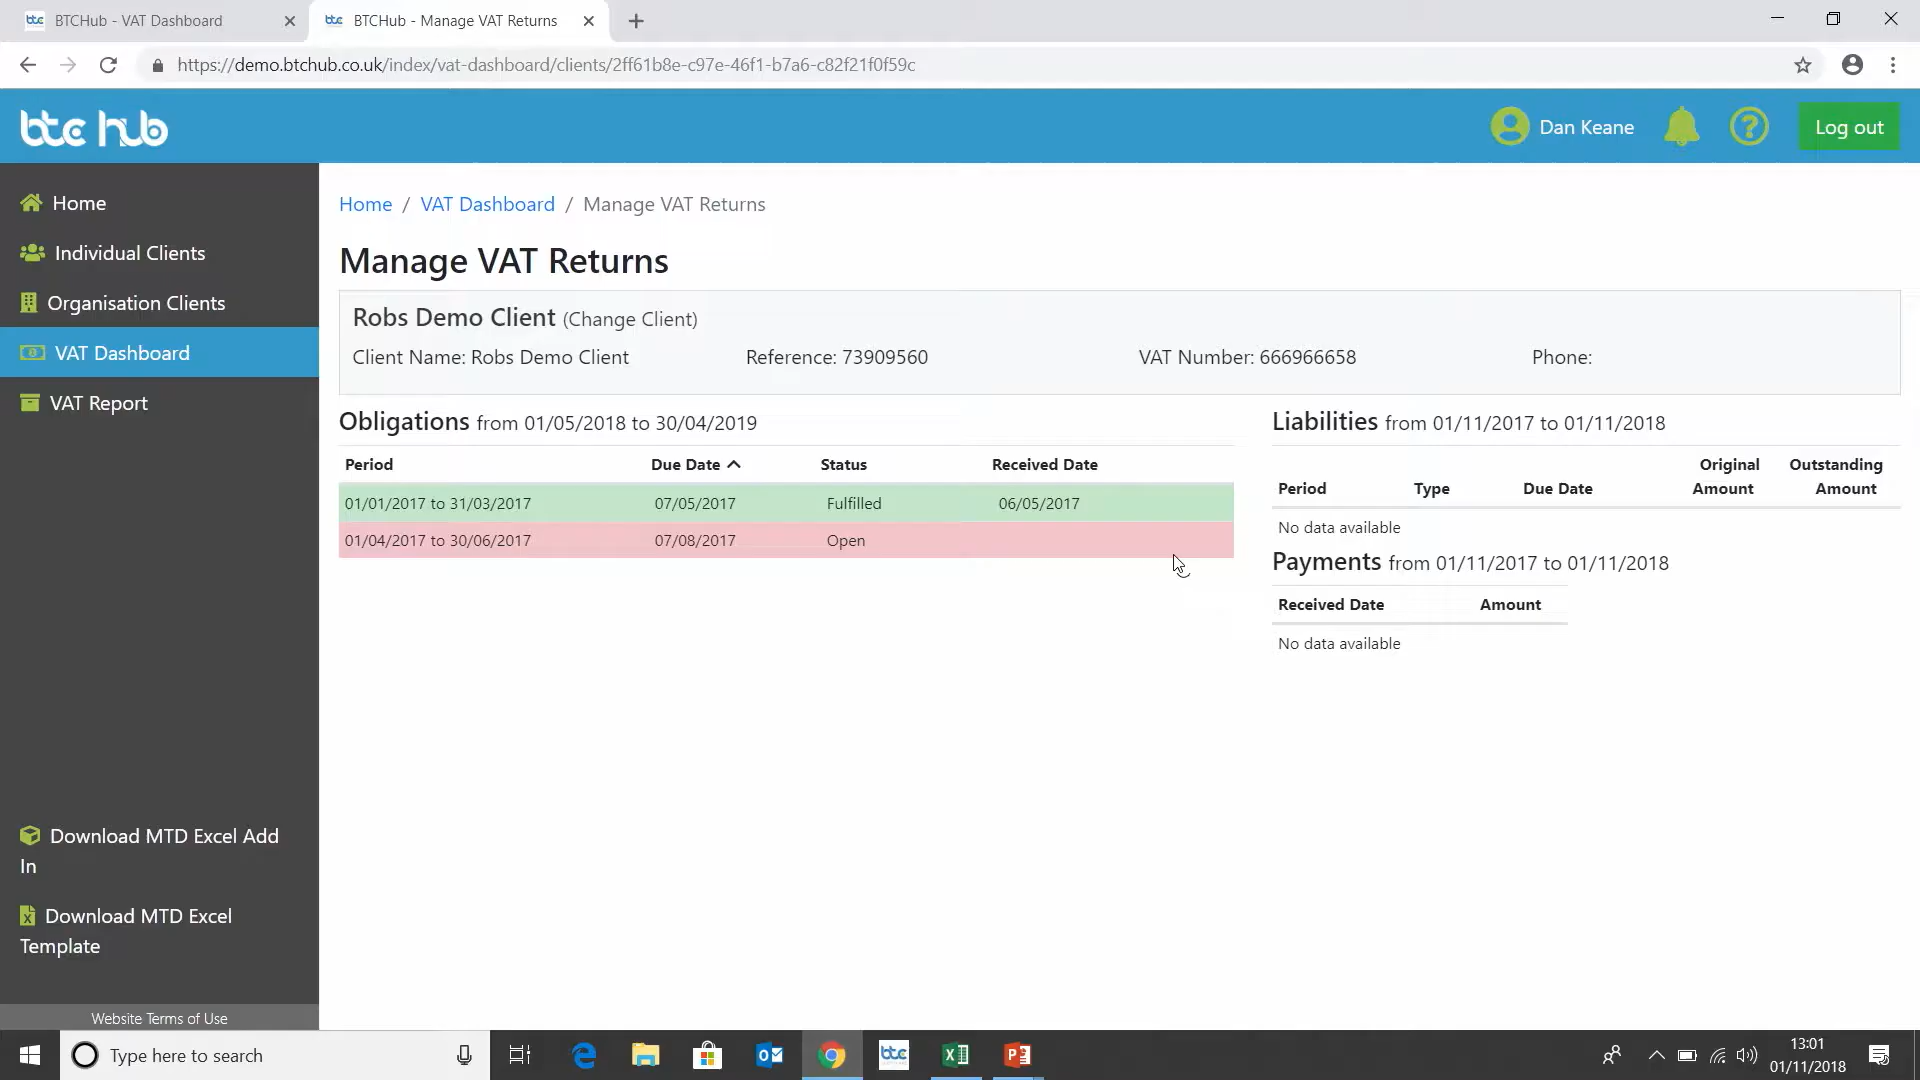 BTCHub - VAT Dashboard
BTCHub - Manage VAT Returns
https://demo.btchub.co.uk/index/vat-dashboard/clients/2ff61b8e-c97e-46f1-b7a6-c82f21f0f59c
btc hub
Dan Keane
Log out
Home
Individual Clients
Organisation Clients
VAT Dashboard
VAT Report
Download MTD Excel Add
In
Download MTD Excel
Template
Website Terms of Use
Home / VAT Dashboard / Manage VAT Returns
Manage VAT Returns
Robs Demo Client (Change Client)
Client Name: Robs Demo Client Reference: 73909560 VAT Number: 666966658 Phone:
Obligations from 01/05/2018 to 30/04/2019
Period Due Date Status Received Date
01/01/2017 to 31/03/2017 07/05/2017 Fulfilled 06/05/2017
01/04/2017 to 30/06/2017 07/08/2017 Open
Liabilities from 01/11/2017 to 01/11/2018
Period Type Due Date Original Amount Outstanding Amount
No data available
Payments from 01/11/2017 to 01/11/2018
Received Date Amount
No data available
Type here to search
13:01
01/11/2018